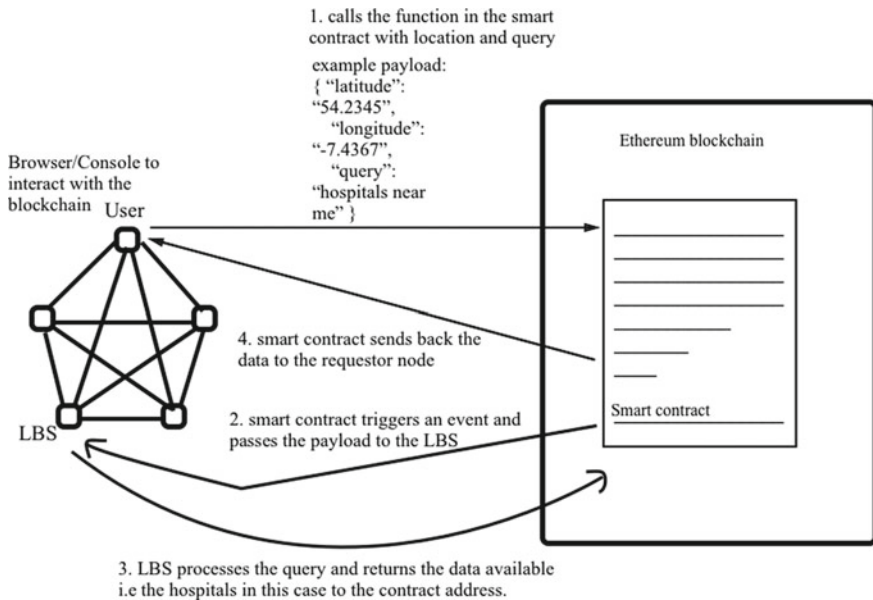 1. calls the function in the smart
contract with location and query
example payload:
{ “latitude”:
“54.2345”,
“longitude”:
“-7.4367”,
“query”:
“hospitals near
me” }
Ethereum blockchain
Browser/Console to
interact with the
blockchain
User
4. smart contract sends back the
data to the requestor node
Smart contract
2. smart contract triggers an event and
passes the payload to the LBS
LBS
3. LBS processes the query and returns the data available
i.e the hospitals in this case to the contract address.